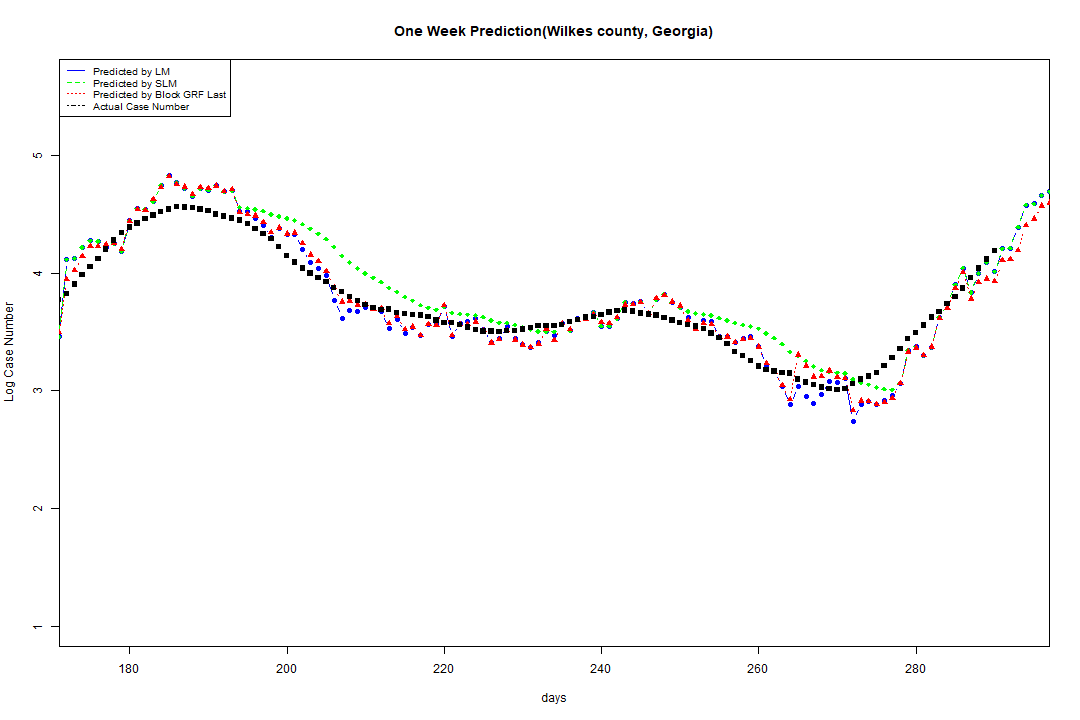 One Week Prediction(Wilkes county, Georgia)
Predicted by LM
Predicted by SLM
Predicted by Block GRF Last
Actual Case Number
5
4
3
2
1
Log Case Number
180 200 220 240 260 280
days